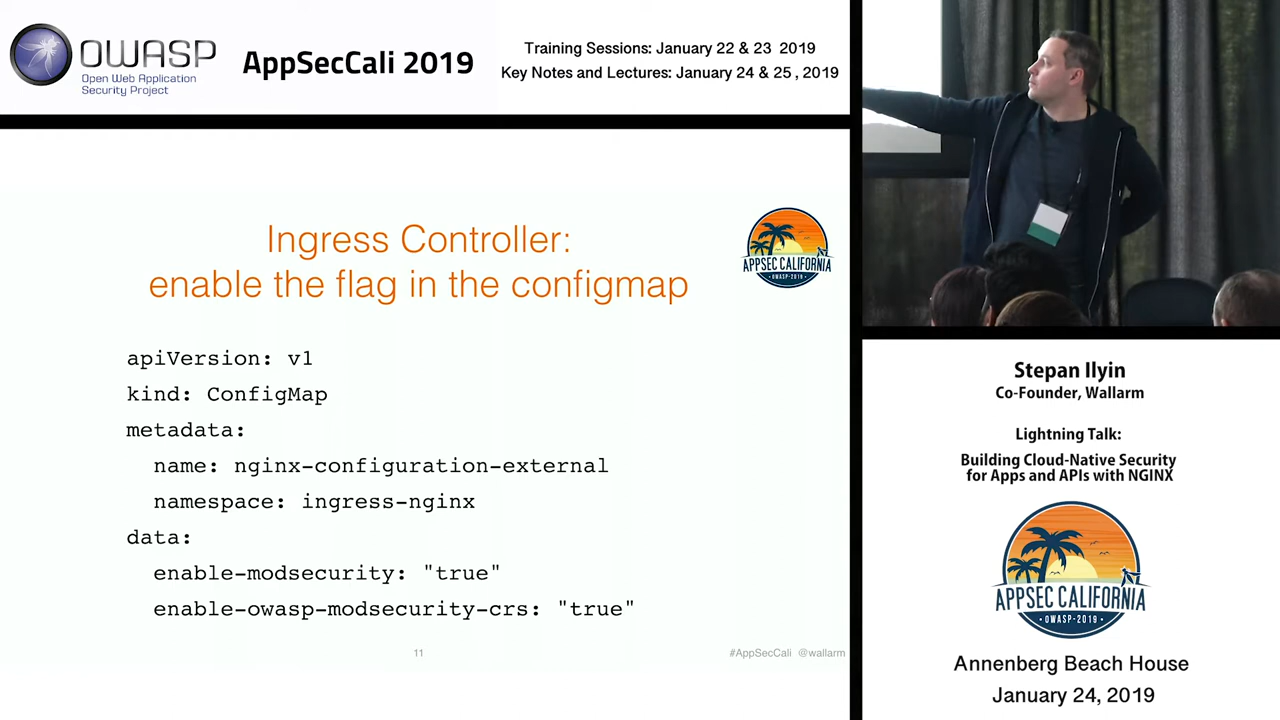 OWASP
Open Web Application
Security Project
AppSecCali 2019
Training Sessions: January 22 & 23 2019
Key Notes and Lectures: January 24 & 25, 2019
Ingress Controller:
enable the flag in the configmap
APPSEC CALIFORNIA
OWASP-2019
apiVersion: v1
kind: ConfigMap
metadata:
name: nginx-configuration-external
namespace: ingress-nginx
data:
enable-modsecurity: "true"
enable-owasp-modsecurity-crs: "true"
11
#AppSecCali @wallarm
Stepan Ilyin
Co-Founder, Wallarm
Lightning Talk:
Building Cloud-Native Security
for Apps and APIs with NGINX
APPSEC CALIFORNIA
OWASP-2019
Annenberg Beach House
January 24, 2019